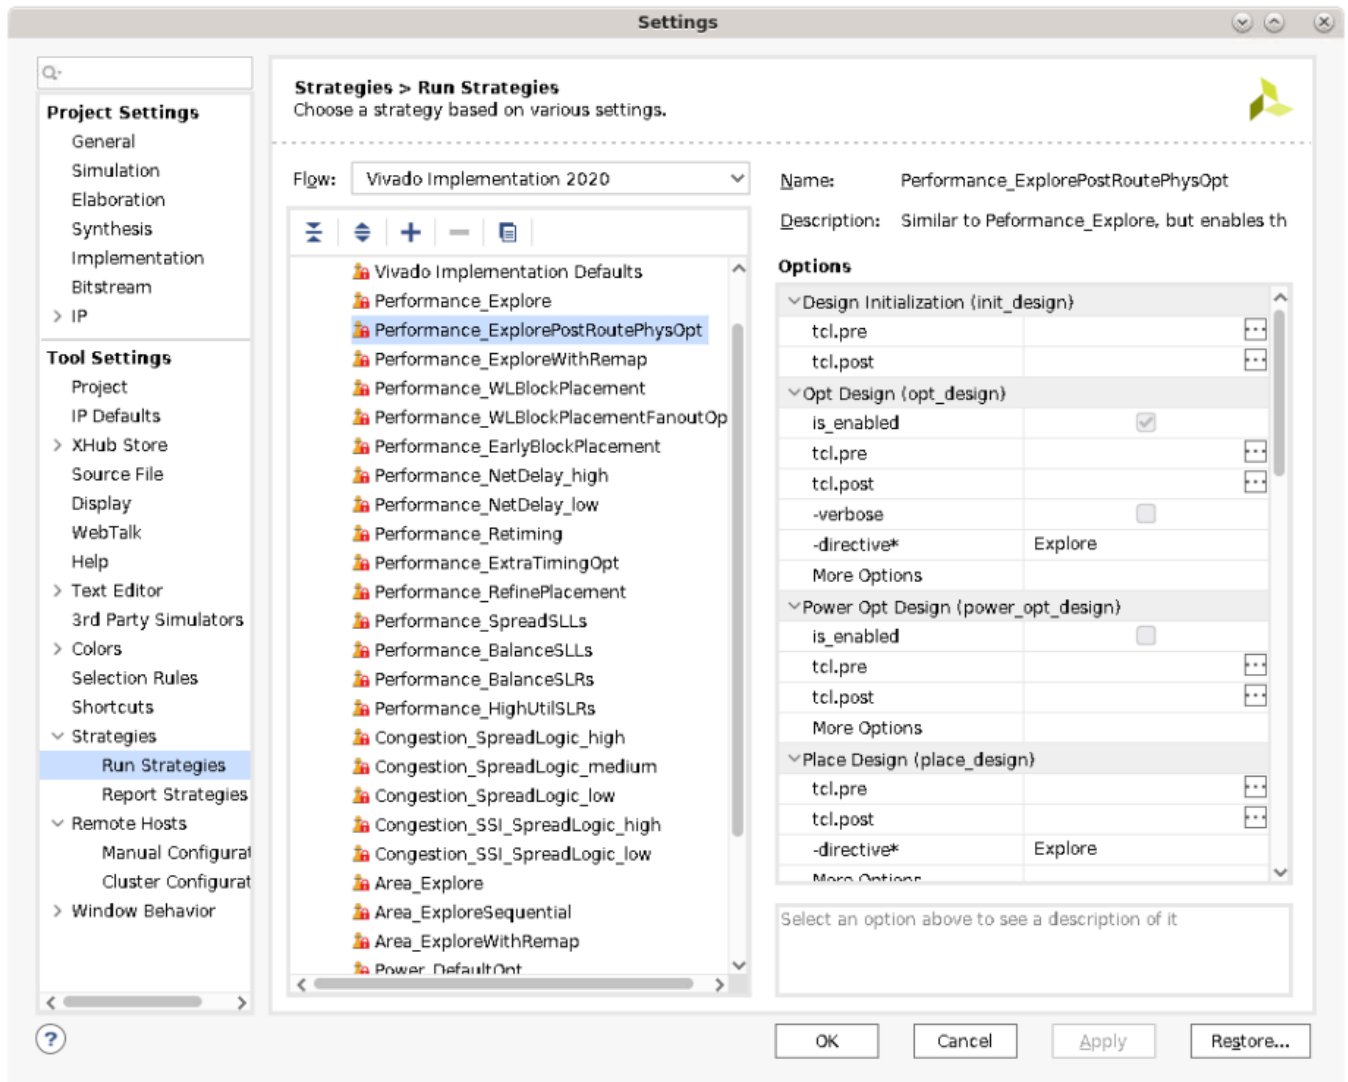 Settings
Project Settings
General
Simulation
Elaboration
Synthesis
Implementation
Bitstream
IP
Tool Settings
Project
IP Defaults
XHub Store
Source File
Display
WebTalk
Help
Text Editor
3rd Party Simulators
Colors
Selection Rules
Shortcuts
Strategies
Run Strategies
Report Strategies
Remote Hosts
Manual Configurat
Cluster Configurat
Window Behavior
Strategies > Run Strategies
Choose a strategy based on various settings.
Flow: Vivado Implementation 2020
Vivado Implementation Defaults
Performance_Explore
Performance_ExplorePostRoutePhysOpt
Performance_ExploreWithRemap
Performance_WLBlockPlacement
Performance_WLBlockPlacementFanoutOp
Performance_EarlyBlockPlacement
Performance_NetDelay_high
Performance_NetDelay_low
Performance_Retiming
Performance_ExtraTimingOpt
Performance_RefinePlacement
Performance_SpreadSLLs
Performance_BalanceSLLs
Performance_BalanceSLRs
Performance_HighUtilSLRs
Congestion_SpreadLogic_high
Congestion_SpreadLogic_medium
Congestion_SpreadLogic_low
Congestion_SSI_SpreadLogic_high
Congestion_SSI_SpreadLogic_low
Area_Explore
Area_ExploreSequential
Area_ExploreWithRemap
Power_DefaultOpt
Name: Performance_ExplorePostRoutePhysOpt
Description: Similar to Peformance_Explore, but enables th
Options
Design Initialization (init_design)
tcl.pre
tcl.post
Opt Design (opt_design)
is_enabled
tcl.pre
tcl.post
-verbose
-directive* Explore
More Options
Power Opt Design (power_opt_design)
is_enabled
tcl.pre
tcl.post
More Options
Place Design (place_design)
tcl.pre
tcl.post
-directive* Explore
More Options
Select an option above to see a description of it
?
OK
Cancel
Apply
Restore...